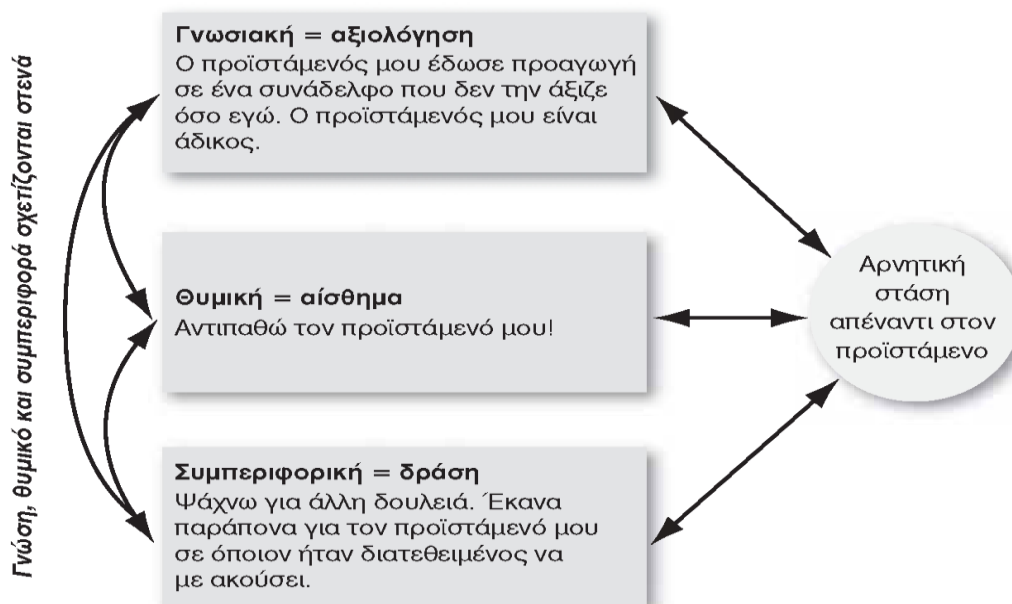 Γνώση, θυμικό και συμπεριφορά σχετίζονται στενά
Γνωσιακή = αξιολόγηση
Ο προϊστάμενός μου έδωσε προαγωγή
σε ένα συνάδελφο που δεν την άξιζε
όσο εγώ. Ο προϊστάμενός μου είναι
άδικος.
Θυμική = αίσθημα
Αντιπαθώ τον προϊστάμενό μου!
Συμπεριφορική = δράση
Ψάχνω για άλλη δουλειά. Έκανα
παράπονα για τον προϊστάμενό μου
σε όποιον ήταν διατεθειμένος να
με ακούσει.
Αρνητική
στάση
απέναντι στον
προϊστάμενο